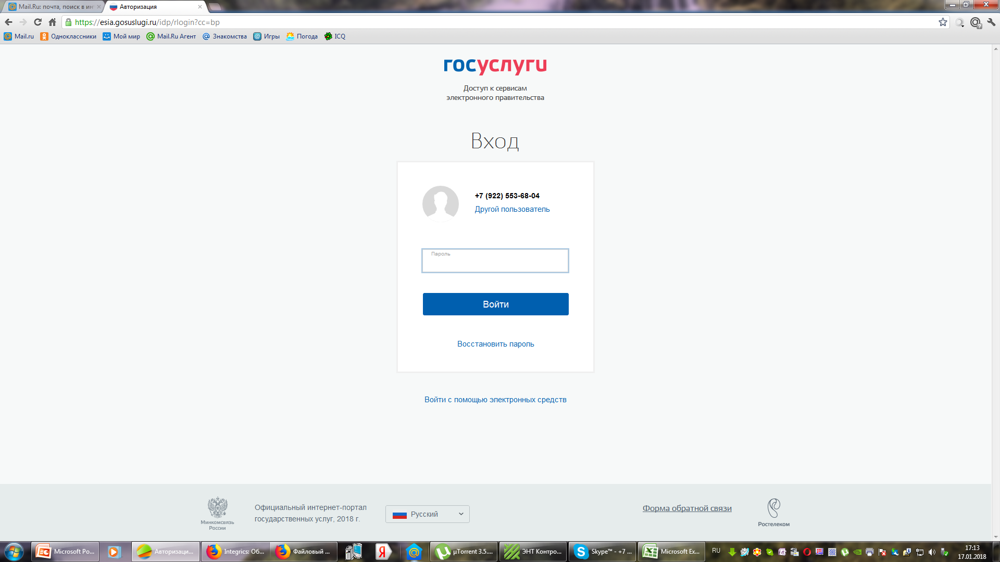 Mail.Ru: почта, поиск в ин
Авторизация
https://esia.gosuslugi.ru/idp/rlogin?cc=bp
Mail.ru
Одноклассники
Мой мир
Mail.Ru Агент
Знакомства
Игры
Погода
ICQ
госуслуги
Доступ к сервисам
электронного правительства
Вход
+7 (922) 553-68-04
Другой пользователь
Пароль
Войти
Восстановить пароль
Войти с помощью электронных средств
Минкомсвязь
России
Официальный интернет-портал
государственных услуг, 2018 г.
Русский
Форма обратной связи
Ростелеком
Microsoft Po...
Авторизаци...
Integrics: Об...
Файловый ...
µTorrent 3.5....
ЭНТ Контро...
Skype™ - +7 ...
Microsoft Ex...
RU
17:13
17.01.2018